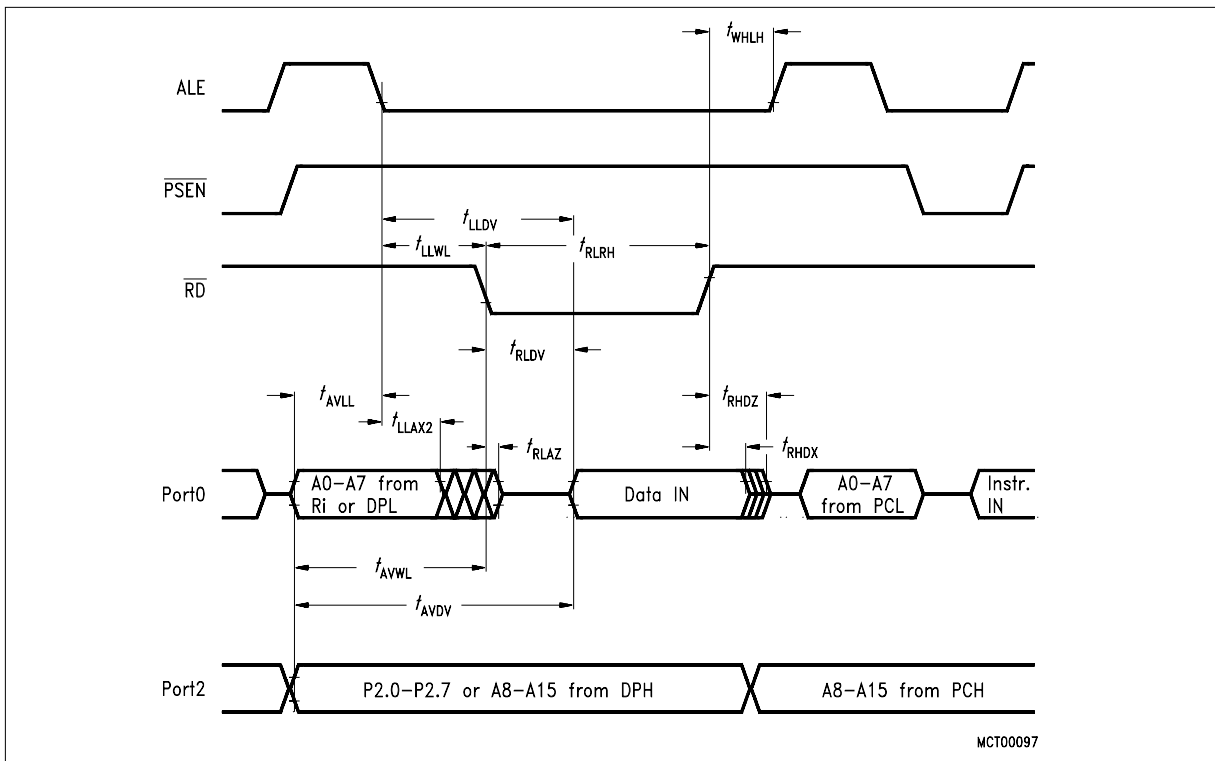 tWHLH
ALE
PSEN
tLLDV
tLLWL
tRLRH
RD
tRLDV
tAVLL
tLLAX2
tRLAZ
tRHDZ
tRHDX
Port0
A0-A7 from
Ri or DPL
Data IN
A0-A7
from PCL
Instr.
IN
tAVWL
tAVDV
Port2
P2.0-P2.7 or A8-A15 from DPH
A8-A15 from PCH
MCT00097